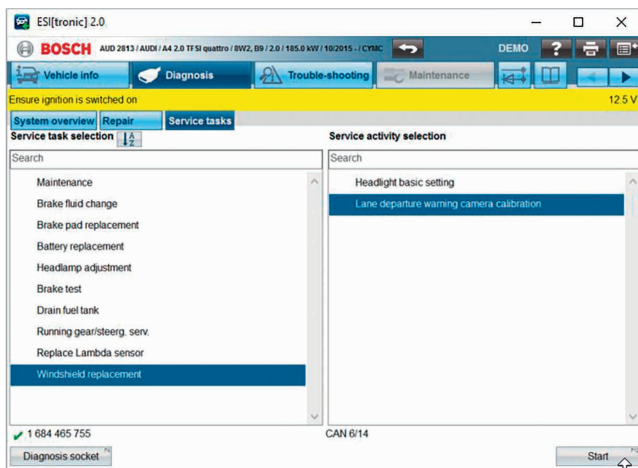 ESI[tronic] 2.0
BOSCH AUD 2813 / AUDI / A4 2.0 TFSI quattro / 8W2, B9 / 2.0 / 185.0 kW / 10/2015 - / CYMC DEMO ?
Vehicle info Diagnosis Trouble-shooting Maintenance
Ensure ignition is switched on 12.5 V
System overview Repair Service tasks
Service task selection A Z Service activity selection
Search Search
Maintenance Headlight basic setting
Brake fluid change Lane departure warning camera calibration
Brake pad replacement
Battery replacement
Headlamp adjustment
Brake test
Drain fuel tank
Running gear/steerg. serv.
Replace Lambda sensor
Windshield replacement
1 684 465 755 CAN 6/14
Diagnosis socket Start